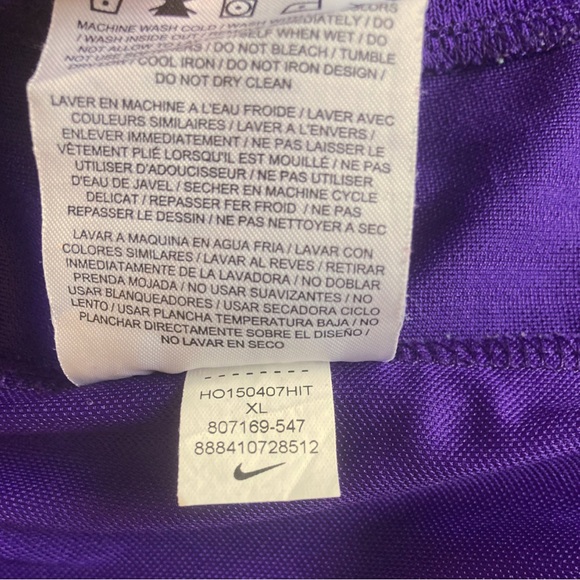 COLORS
MACHINE WASH COLD / IMMEDIATELY / DO
/ WASH INSIDE OUT / ITSELF WHEN WET / DO
NOT ALLOW TO / DO NOT BLEACH / TUMBLE
NOT USE COOL IRON / DO NOT IRON DESIGN /
DO NOT DRY CLEAN
LAVER EN MACHINE A L'EAU FROIDE / LAVER AVEC
COULEURS SIMILAIRES / LAVER A L'ENVERS /
ENLEVER IMMEDIATEMENT / NE PAS LAISSER LE
VÊTEMENT PLIÉ LORSQU'IL EST MOUILLÉ / NE PAS
UTILISER D'ADOUCISSEUR / NE PAS UTILISER
D'EAU DE JAVEL / SECHER EN MACHINE CYCLE
DELICAT / REPASSER FER FROID / NE PAS
REPASSER LE DESSIN / NE PAS NETTOYER A SEC
LAVAR A MAQUINA EN AGUA FRIA / LAVAR CON
COLORES SIMILARES / LAVAR AL REVES / RETIRAR
INMEDIATAMENTE DE LA LAVADORA / NO DOBLAR
PRENDA MOJADA / NO USAR SUAVIZANTES / NO
USAR BLANQUEADORES / USAR SECADORA CICLO
LENTO / USAR PLANCHA TEMPERATURA BAJA / NO
PLANCHAR DIRECTAMENTE SOBRE EL DISEÑO /
NO LAVAR EN SECO
HO150407HIT
XL
807169-547
888410728512